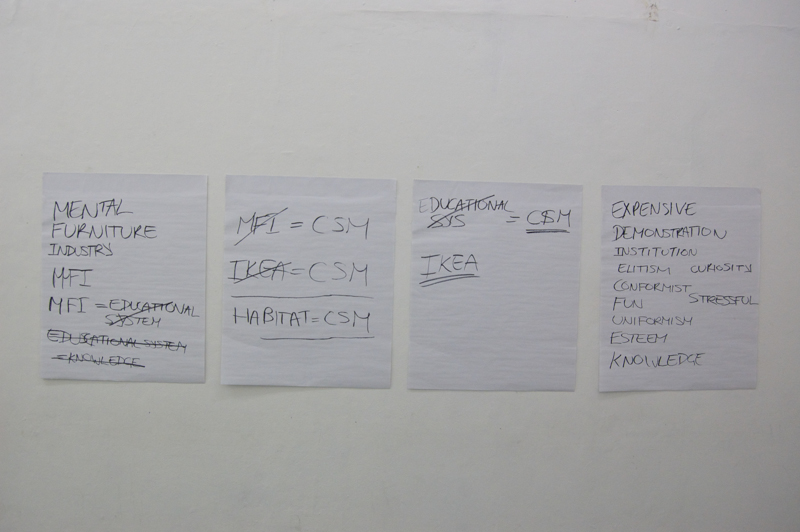 MENTAL
FURNITURE
INDUSTRY
MFI
MFI = EDUCATIONAL
SYSTEM
EDUCATIONAL SYSTEM
= KNOWLEDGE
MFI = CSM
IKEA = CSM
HABITAT = CSM
EDUCATIONAL
SYS = CSM
IKEA
EXPENSIVE
DEMONSTRATION
INSTITUTION
ELITISM CURIOSITY
CONFORMIST
FUN STRESSFUL
UNIFORMISM
ESTEEM
KNOWLEDGE